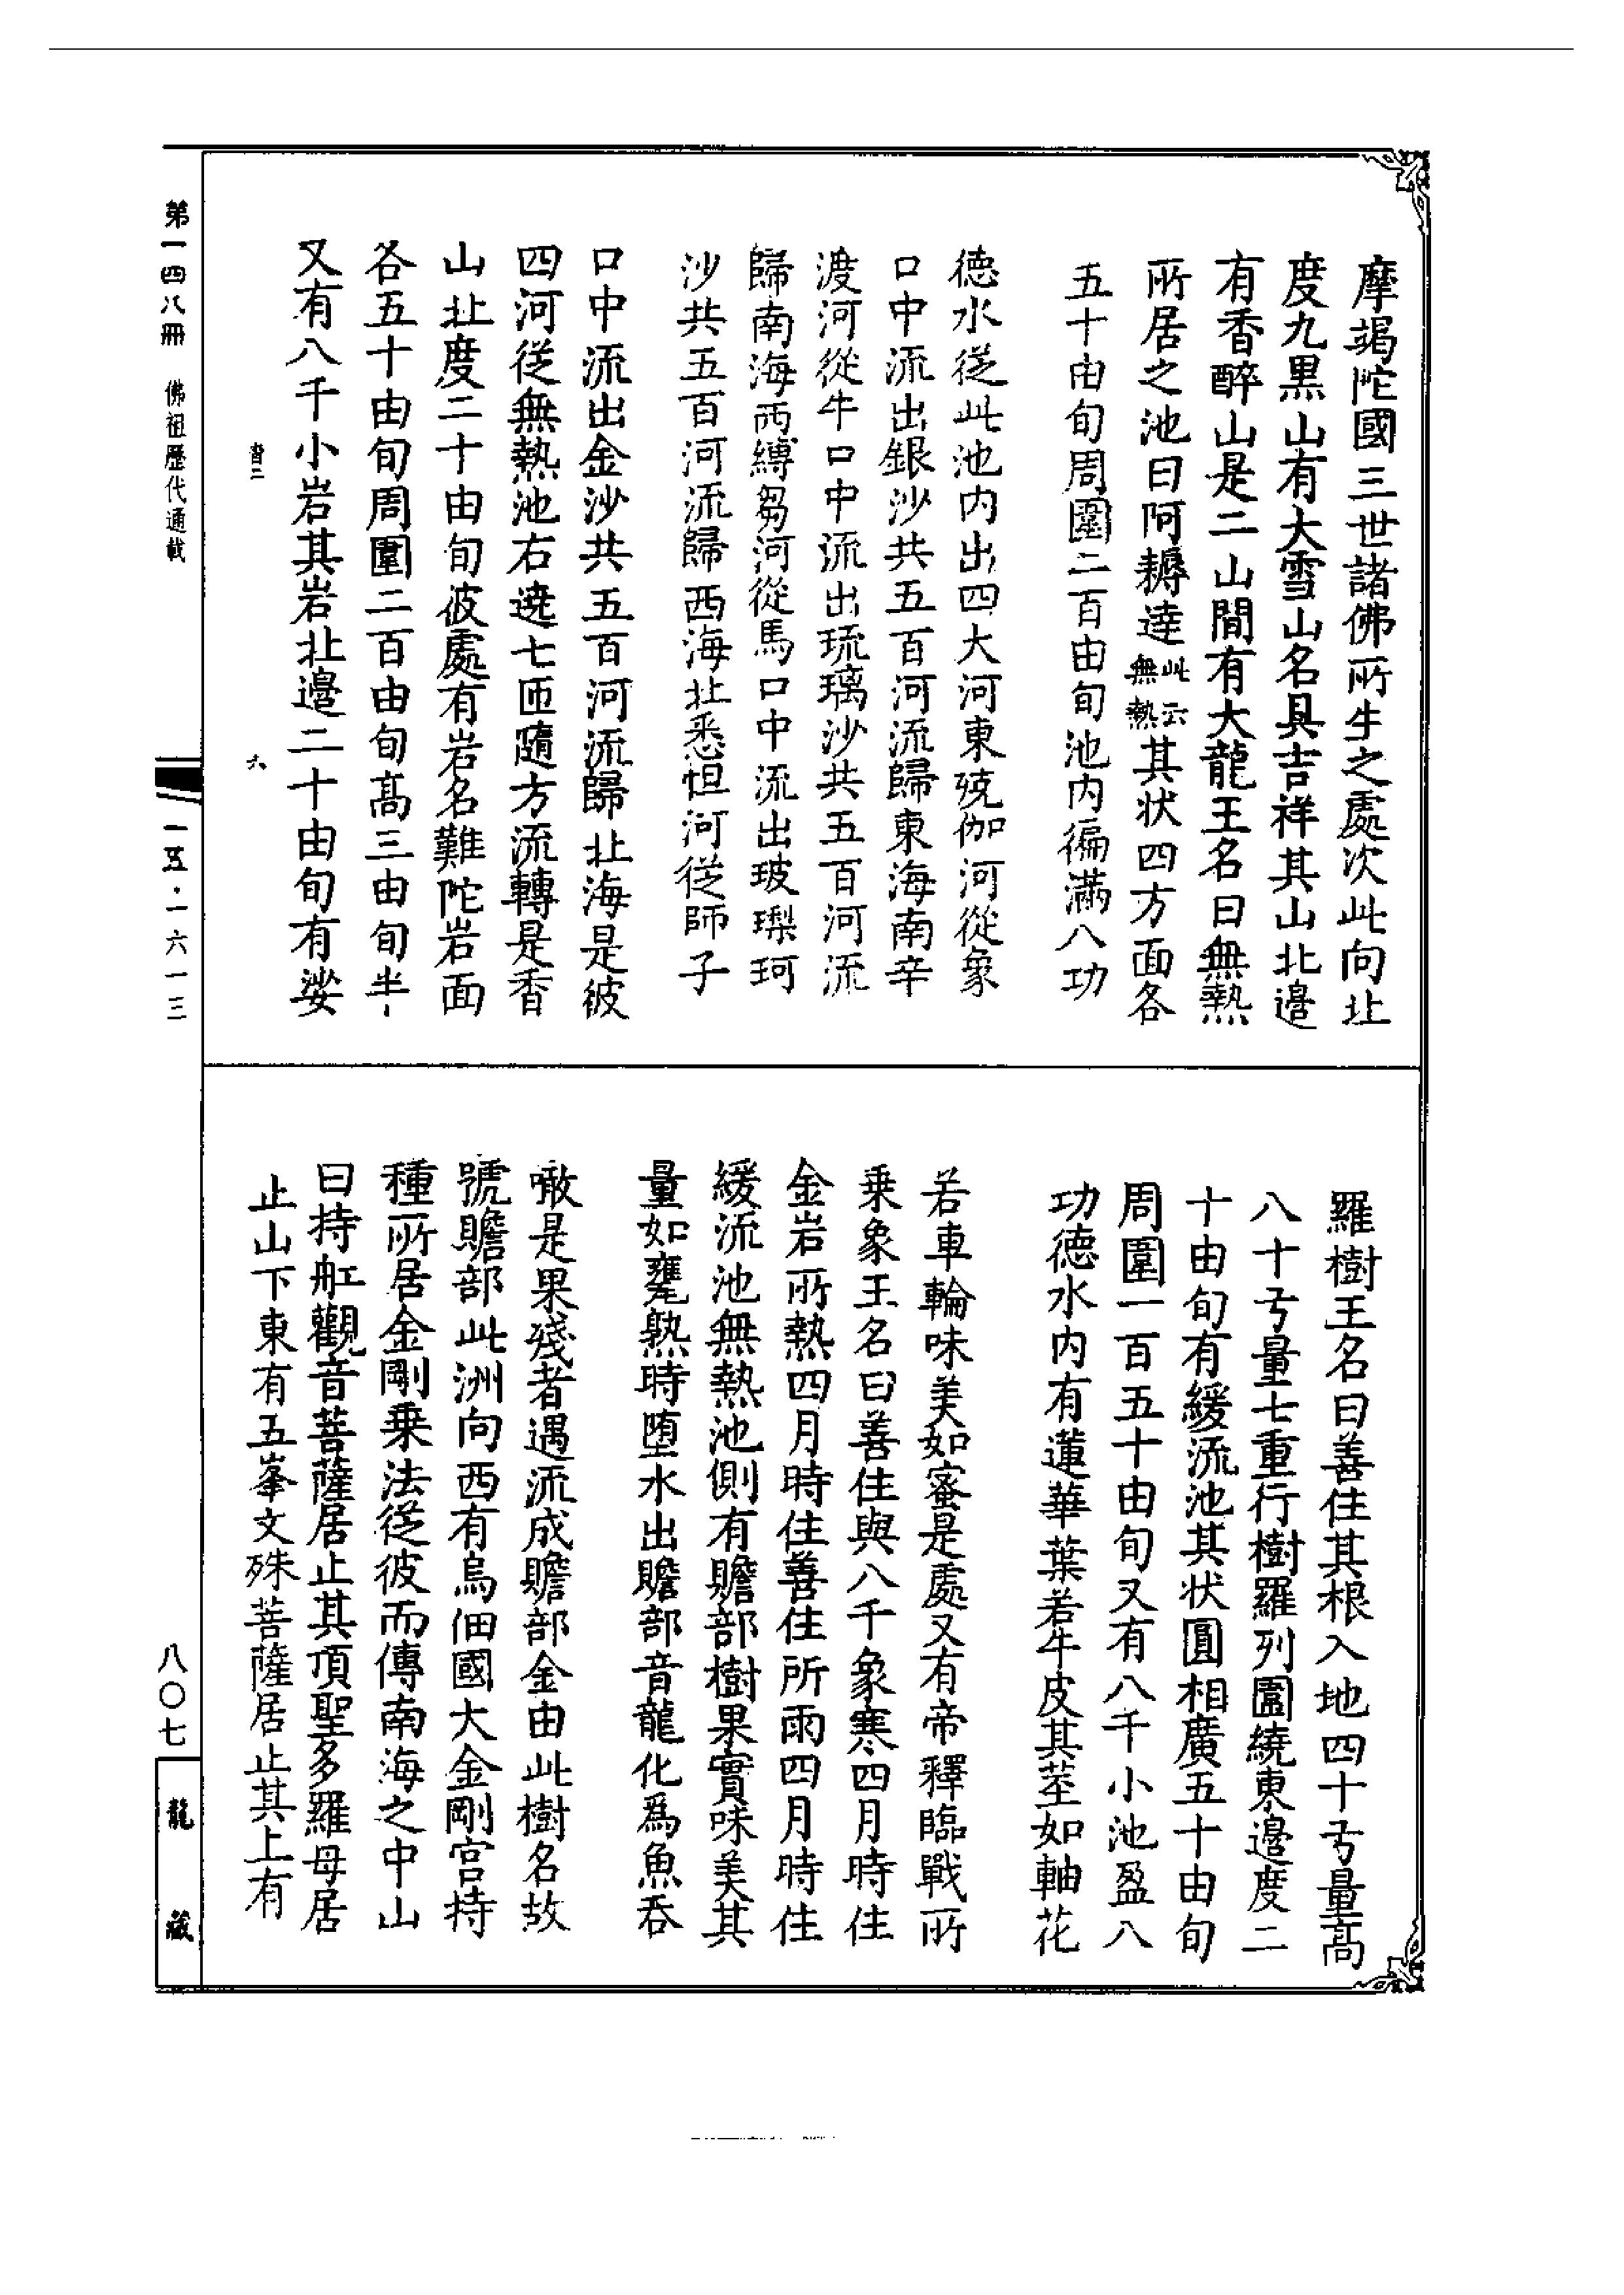 摩竭陀國三世諸佛所生之處次此向北
度九黒山有大雪山名具吉祥其山北邉
有香醉山是二山間有大龍王名曰無熱
所居之池曰阿耨達此云無熱其状四方面各
五十由旬周圍二百由旬池内徧滿八功
德水從此池内出四大河東殑伽河從象
口中流出銀沙共五百河流歸東海南辛
渡河從牛口中流出琉璃沙共五百河流
歸南海西縛芻河從馬口中流出玻瓈珂
沙共五百河流歸西海北悉怛河從師子
口中流出金沙共五百河流歸北海是彼
四河從無熱池右遶七匝隨方流轉是香
山北度二十由旬彼處有岩名難陀岩面
各五十由旬周圍二百由旬髙三由旬半
又有八千小岩其岩北邉二十由旬有娑
羅樹王名曰善住其根入地四十弓量髙
八十弓量七重行樹羅列圍繞東邉度二
十由旬有緩流池其状圓相廣五十由旬
周圍一百五十由旬又有八千小池盈八
功德水内有蓮華葉若牛皮其莖如軸花
若車輪味美如蜜是處又有帝釋臨戰所
乗象王名曰善住與八千象寒四月時住
金岩所熱四月時住善住所雨四月時住
緩流池無熱池側有贍部樹果實味美其
量如甕熟時堕水出贍部音龍化爲魚吞
噉是果殘者遇流成贍部金由此樹名故
號贍部此洲向西有烏佃國大金剛宫持
種所居金剛乗法從彼而傳南海之中山
曰持舡觀音菩薩居止其頂聖多羅母居
止山下東有五峯文殊菩薩居止其上有
第一四八冊 佛祖歷代通載
一五·一六一三
八〇七
龍藏
六